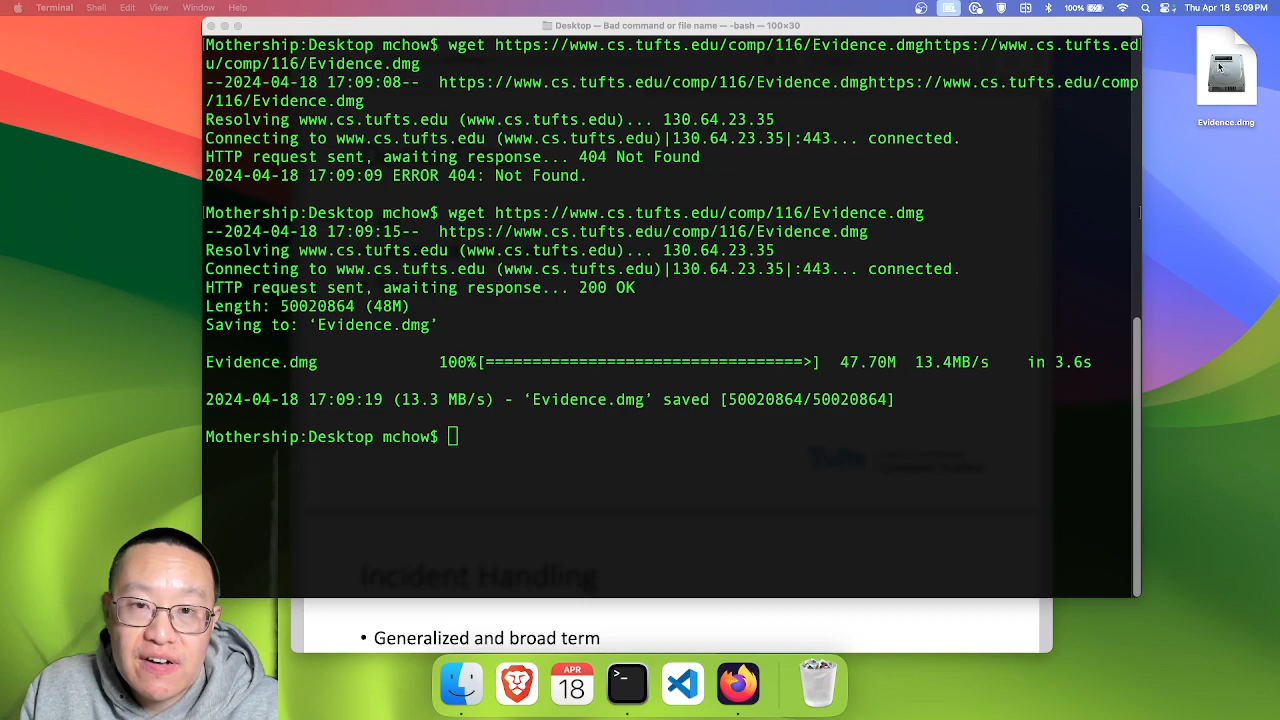 Terminal Shell Edit View Window Help
100% Thu Apr 18 5:09 PM
Desktop — Bad command or file name — -bash — 100×30
Mothership:Desktop mchow$ wget https://www.cs.tufts.edu/comp/116/Evidence.dmghttps://www.cs.tufts.ed
u/comp/116/Evidence.dmg
--2024-04-18 17:09:08-- https://www.cs.tufts.edu/comp/116/Evidence.dmghttps://www.cs.tufts.edu/comp
/116/Evidence.dmg
Resolving www.cs.tufts.edu (www.cs.tufts.edu)... 130.64.23.35
Connecting to www.cs.tufts.edu (www.cs.tufts.edu)|130.64.23.35|:443... connected.
HTTP request sent, awaiting response... 404 Not Found
2024-04-18 17:09:09 ERROR 404: Not Found.
Mothership:Desktop mchow$ wget https://www.cs.tufts.edu/comp/116/Evidence.dmg
--2024-04-18 17:09:15-- https://www.cs.tufts.edu/comp/116/Evidence.dmg
Resolving www.cs.tufts.edu (www.cs.tufts.edu)... 130.64.23.35
Connecting to www.cs.tufts.edu (www.cs.tufts.edu)|130.64.23.35|:443... connected.
HTTP request sent, awaiting response... 200 OK
Length: 50020864 (48M)
Saving to: ‘Evidence.dmg’
Evidence.dmg 100%[==================================>] 47.70M 13.4MB/s in 3.6s
2024-04-18 17:09:19 (13.3 MB/s) - ‘Evidence.dmg’ saved [50020864/50020864]
Mothership:Desktop mchow$
Evidence.dmg
Tufts
Incident Handling
• Generalized and broad term
APR
18
>_